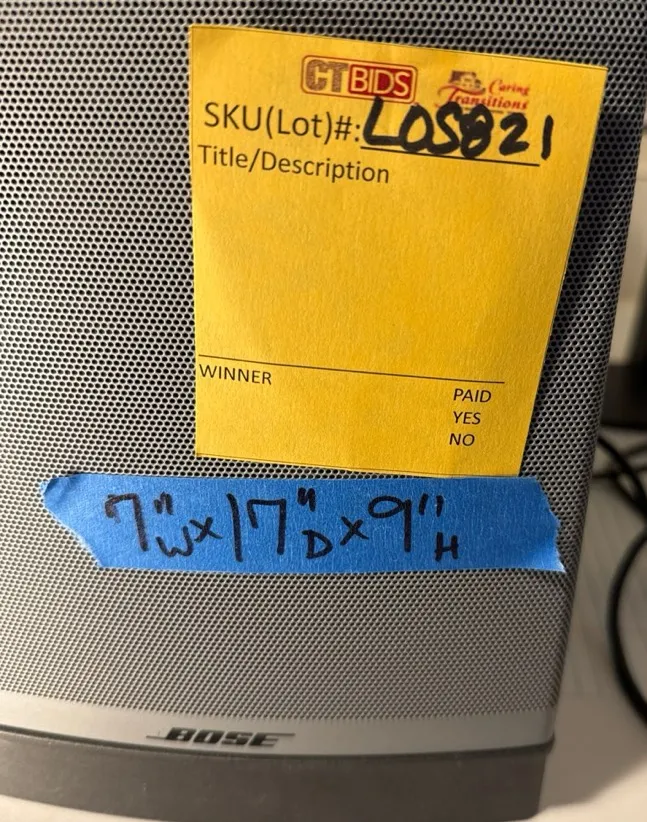 CTBIDS
Caring
Transitions
SKU(Lot)#: LOS821
Title/Description
WINNER
PAID
YES
NO
7"W x 17"D x 9"H
BOSE